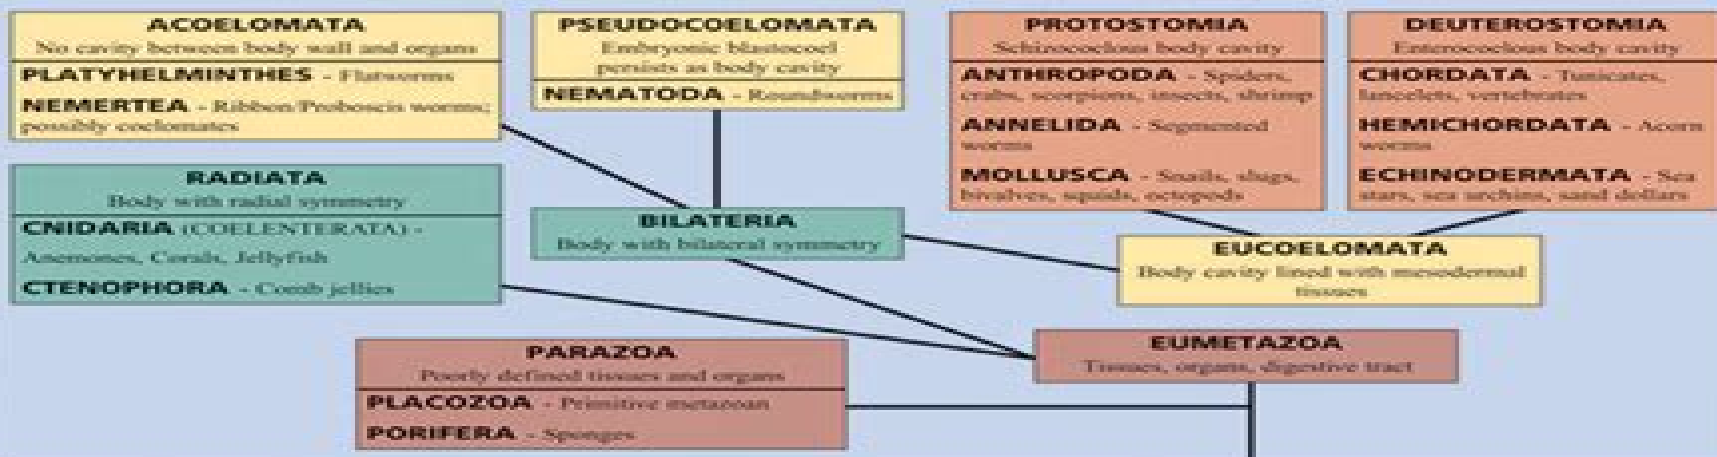 ACOELOMATA
No cavity between body wall and organs
PLATYHELMINTHES - Flatworms
NEMERTEA - Ribbon/Proboscis worms;
possibly coelomates
PSEUDOCOELOMATA
Embryonic blastocoel
persists as body cavity
NEMATODA - Roundworms
PROTOSTOMIA
Schizocoelous body cavity
ANTHROPODA - Spiders,
crabs, scorpions, insects, shrimp
ANNELIDA - Segmented
worms
MOLLUSCA - Snails, slugs,
bivalves, squids, octopods
DEUTEROSTOMIA
Enterocoelous body cavity
CHORDATA - Tunicates,
lancelets, vertebrates
HEMICHORDATA - Acorn
worms
ECHINODERMATA - Sea
stars, sea urchins, sand dollars
RADIATA
Body with radial symmetry
CNIDARIA (COELENTERATA) -
Anemones, Corals, Jellyfish
CTENOPHORA - Comb jellies
BILATERIA
Body with bilateral symmetry
EUCOELOMATA
Body cavity lined with mesodermal
tissues
PARAZOA
Poorly defined tissues and organs
PLACOZOA - Primitive metazoan
PORIFERA - Sponges
EUMETAZOA
Tissues, organs, digestive tract